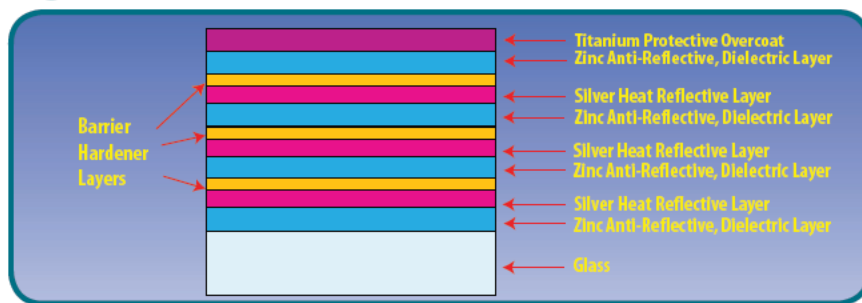 Titanium Protective Overcoat
Zinc Anti-Reflective, Dielectric Layer
Silver Heat Reflective Layer
Zinc Anti-Reflective, Dielectric Layer
Barrier
Hardener
Layers
Silver Heat Reflective Layer
Zinc Anti-Reflective, Dielectric Layer
Silver Heat Reflective Layer
Zinc Anti-Reflective, Dielectric Layer
Glass